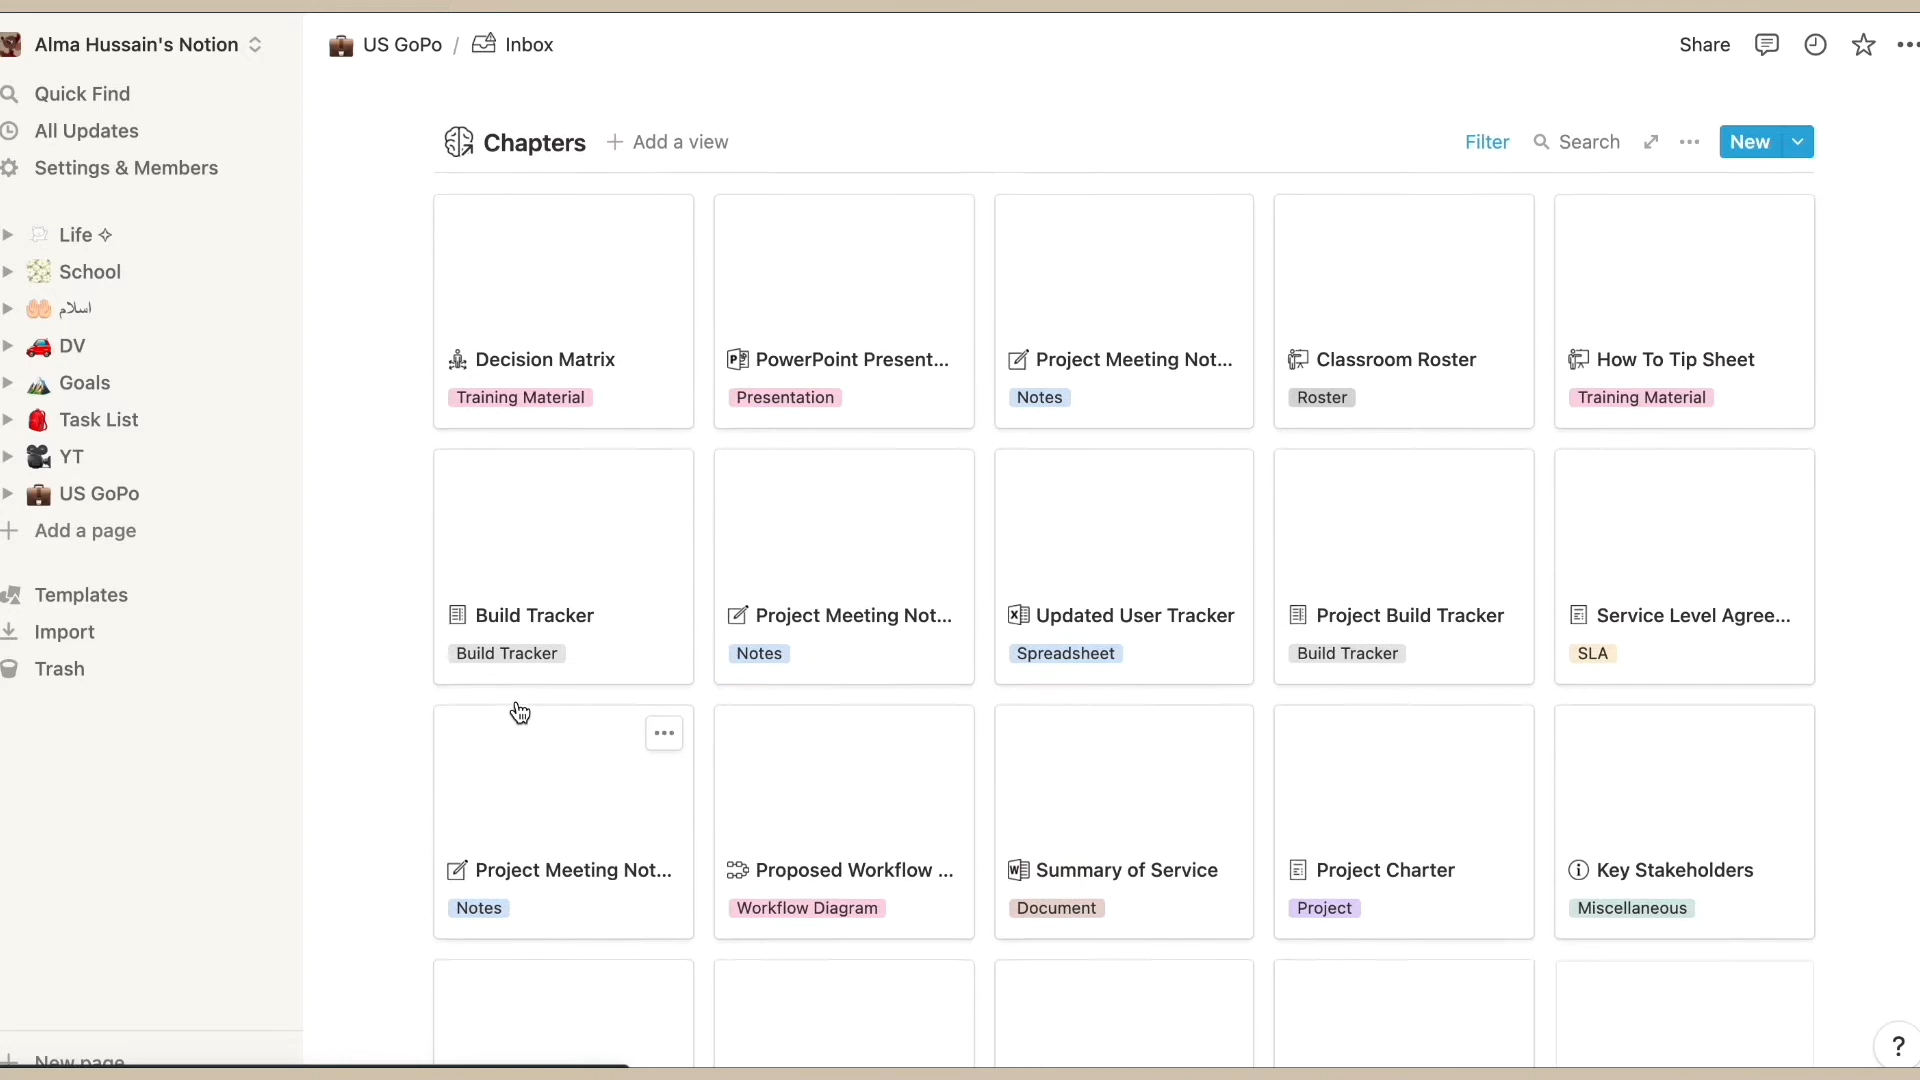 Alma Hussain's Notion
US GoPo / Inbox
Share
Quick Find
All Updates
Settings & Members
Life ✧
School
اسلام
DV
Goals
Task List
YT
US GoPo
Add a page
Templates
Import
Trash
New page
Chapters
+ Add a view
Filter
Search
New
Decision Matrix
Training Material
PowerPoint Present...
Presentation
Project Meeting Not...
Notes
Classroom Roster
Roster
How To Tip Sheet
Training Material
Build Tracker
Build Tracker
Project Meeting Not...
Notes
Updated User Tracker
Spreadsheet
Project Build Tracker
Build Tracker
Service Level Agree...
SLA
Project Meeting Not...
Notes
Proposed Workflow ...
Workflow Diagram
Summary of Service
Document
Project Charter
Project
Key Stakeholders
Miscellaneous
?